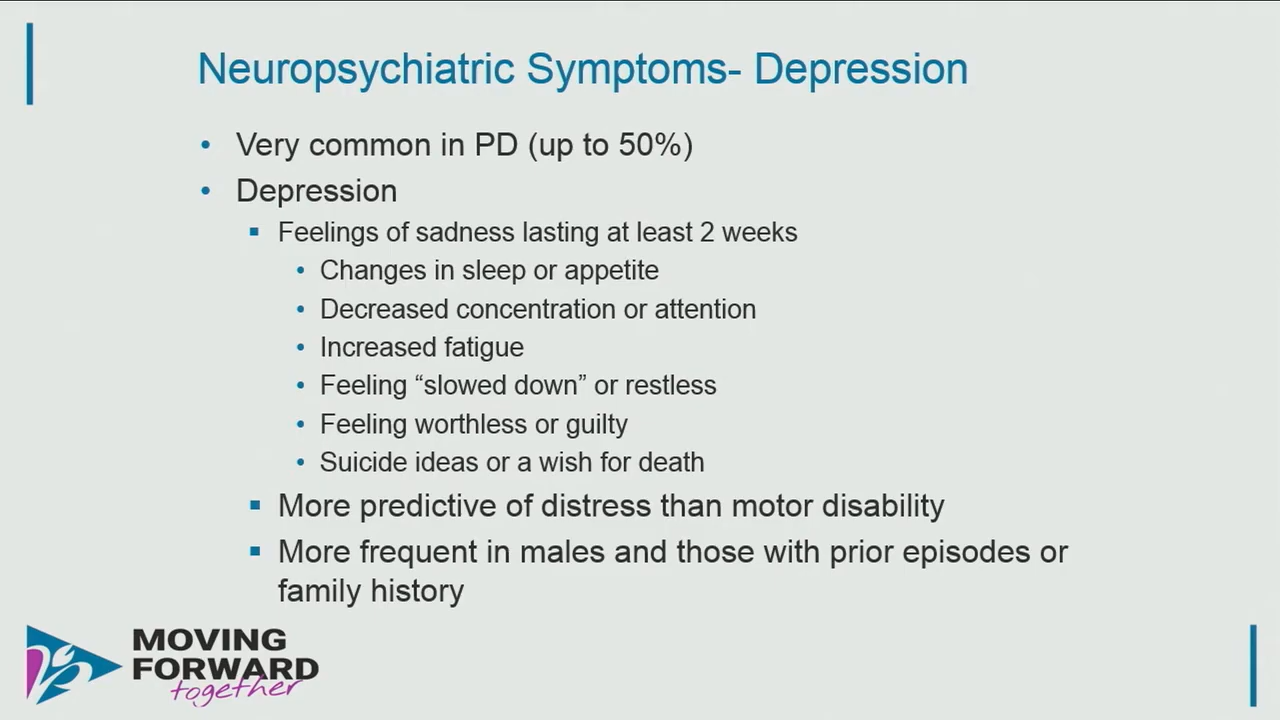 Neuropsychiatric Symptoms- Depression
• Very common in PD (up to 50%)
• Depression
▪ Feelings of sadness lasting at least 2 weeks
• Changes in sleep or appetite
• Decreased concentration or attention
• Increased fatigue
• Feeling “slowed down” or restless
• Feeling worthless or guilty
• Suicide ideas or a wish for death
▪ More predictive of distress than motor disability
▪ More frequent in males and those with prior episodes or
family history
MOVING
FORWARD
together